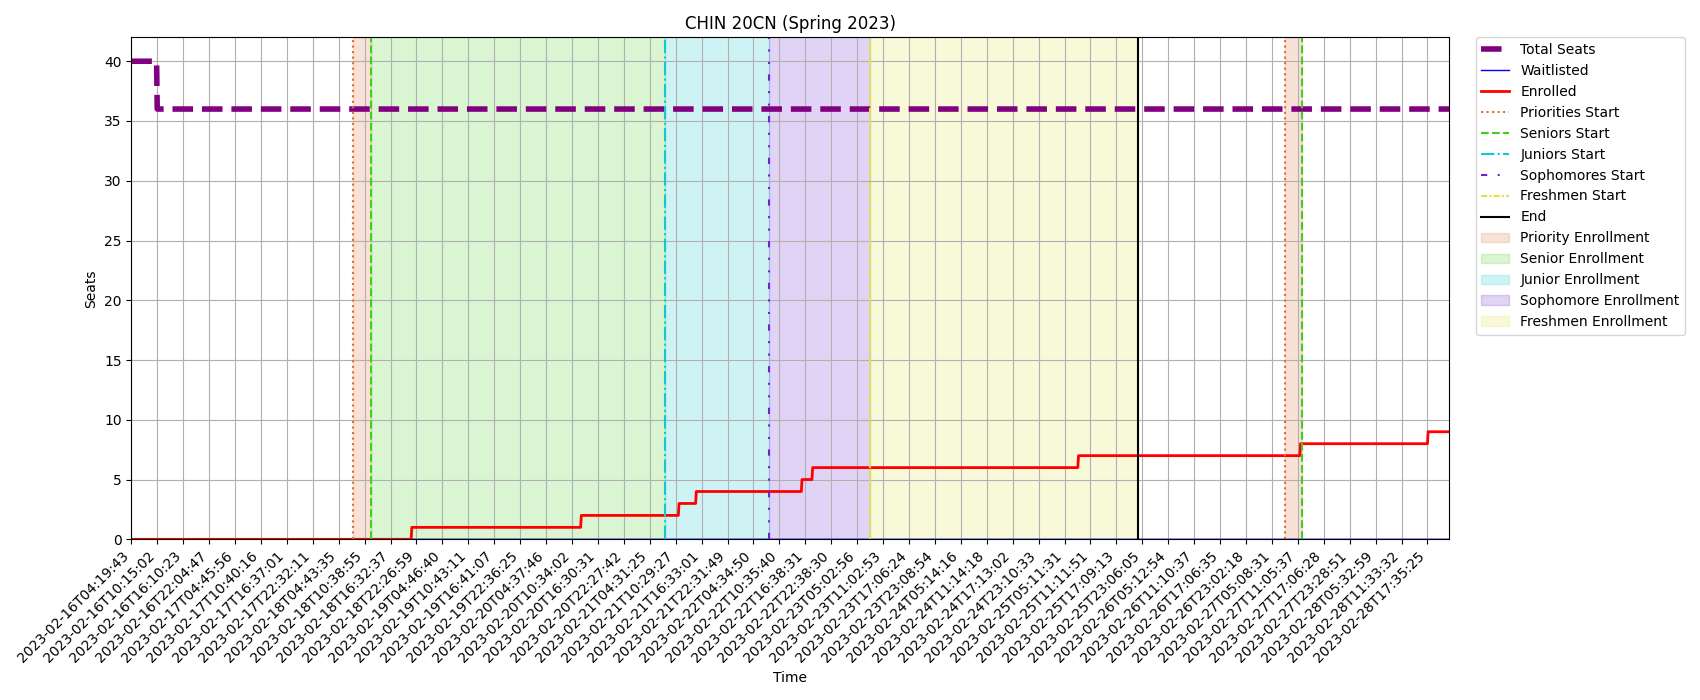 CHIN 20CN (Spring 2023)
Seats
40
35
30
25
20
15
10
5
0
2023-02-16T04:19:43
2023-02-16T10:15:02
2023-02-16T16:10:23
2023-02-16T22:04:47
2023-02-17T04:45:56
2023-02-17T10:40:16
2023-02-17T16:37:01
2023-02-17T22:32:11
2023-02-18T04:43:35
2023-02-18T10:38:55
2023-02-18T16:32:37
2023-02-18T22:26:59
2023-02-19T04:46:40
2023-02-19T10:43:11
2023-02-19T16:41:07
2023-02-19T22:36:25
2023-02-20T04:37:46
2023-02-20T10:34:02
2023-02-20T16:30:31
2023-02-20T22:27:42
2023-02-21T04:31:25
2023-02-21T10:29:27
2023-02-21T16:33:01
2023-02-21T22:31:49
2023-02-22T04:34:50
2023-02-22T10:35:40
2023-02-22T16:38:31
2023-02-22T22:38:30
2023-02-23T05:02:56
2023-02-23T11:02:53
2023-02-23T17:06:24
2023-02-23T23:08:54
2023-02-24T05:14:16
2023-02-24T11:14:18
2023-02-24T17:13:02
2023-02-24T23:10:33
2023-02-25T05:11:31
2023-02-25T11:11:51
2023-02-25T17:09:13
2023-02-25T23:06:05
2023-02-26T05:12:54
2023-02-26T11:10:37
2023-02-26T17:06:35
2023-02-26T23:02:18
2023-02-27T05:08:31
2023-02-27T11:05:37
2023-02-27T17:06:28
2023-02-27T23:28:51
2023-02-28T05:32:59
2023-02-28T11:33:32
2023-02-28T17:35:25
Time
Total Seats
Waitlisted
Enrolled
Priorities Start
Seniors Start
Juniors Start
Sophomores Start
Freshmen Start
End
Priority Enrollment
Senior Enrollment
Junior Enrollment
Sophomore Enrollment
Freshmen Enrollment